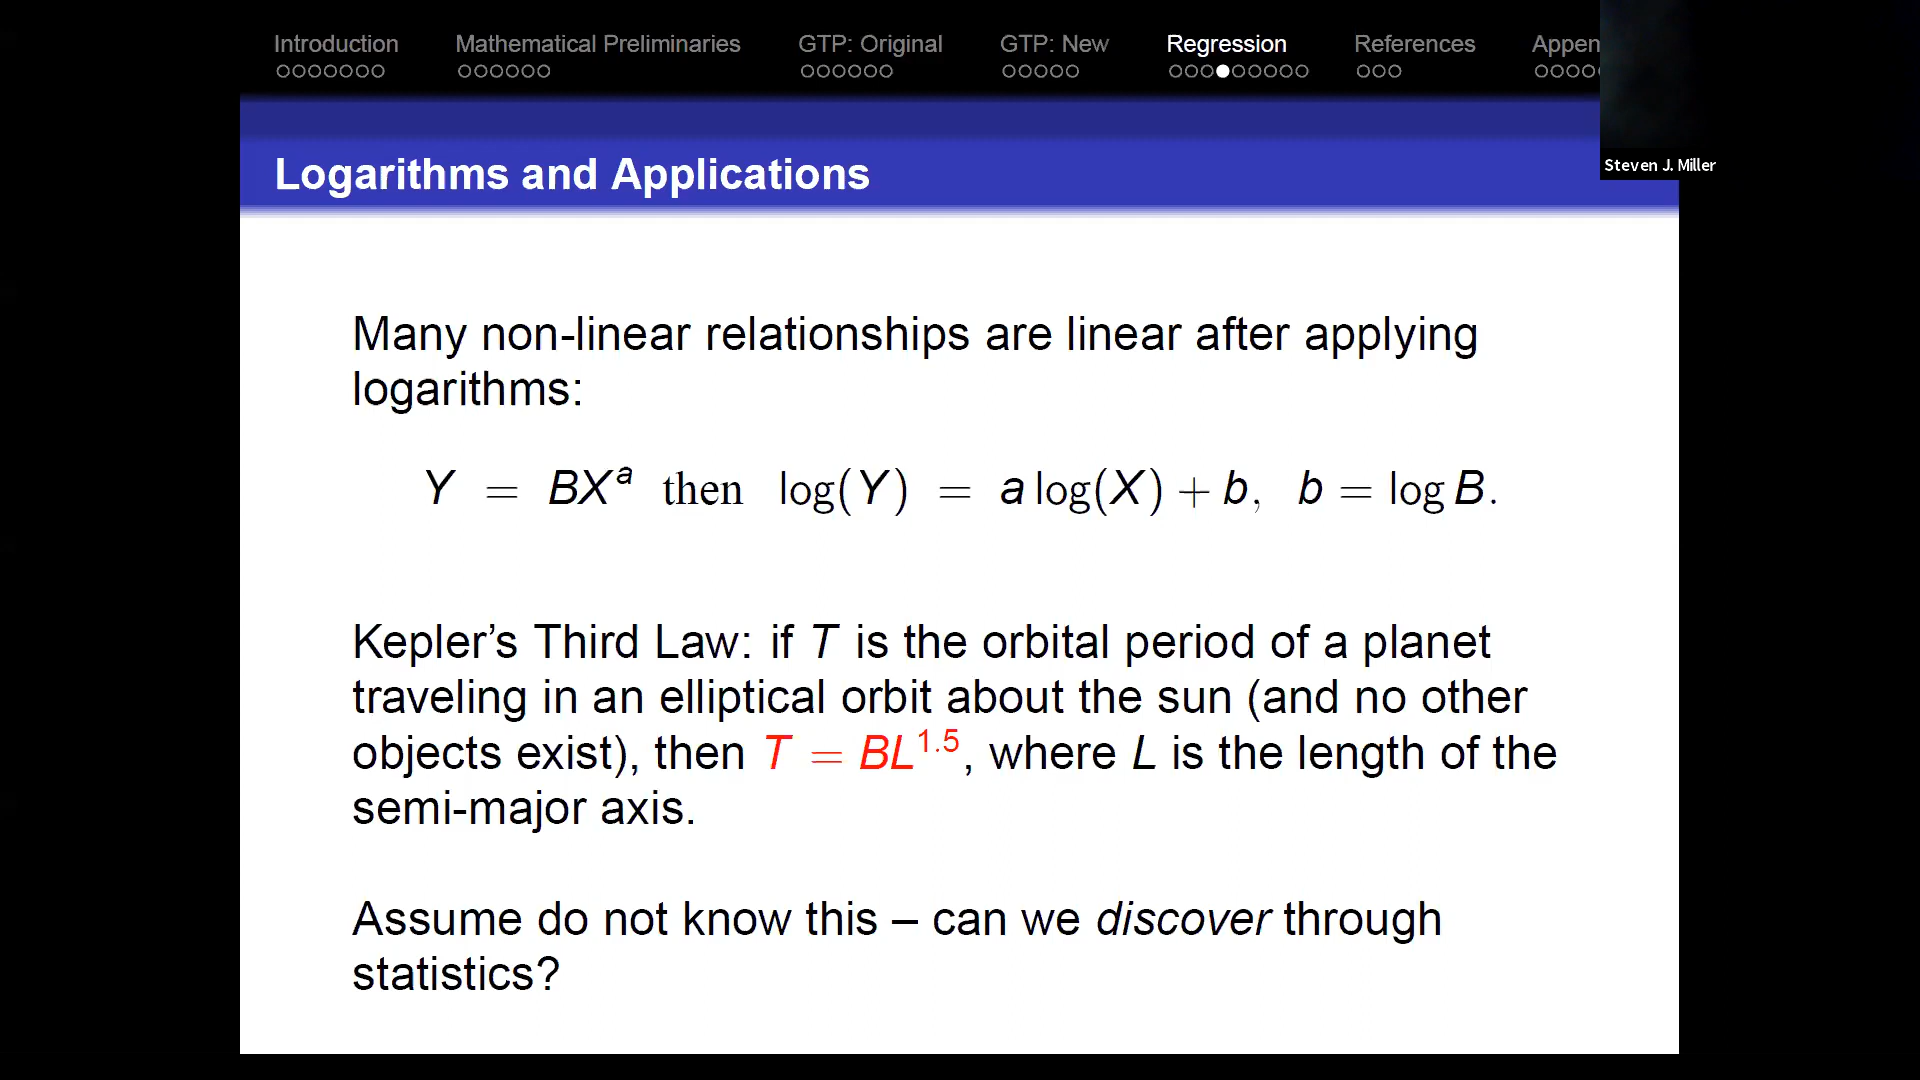 Introduction Mathematical Preliminaries GTP: Original GTP: New Regression References Appen
Steven J. Miller
Logarithms and Applications
Many non-linear relationships are linear after applying
logarithms:
Y = BX^a then log(Y) = a log(X) + b, b = log B.
Kepler’s Third Law: if T is the orbital period of a planet
traveling in an elliptical orbit about the sun (and no other
objects exist), then T = BL^1.5, where L is the length of the
semi-major axis.
Assume do not know this – can we discover through
statistics?